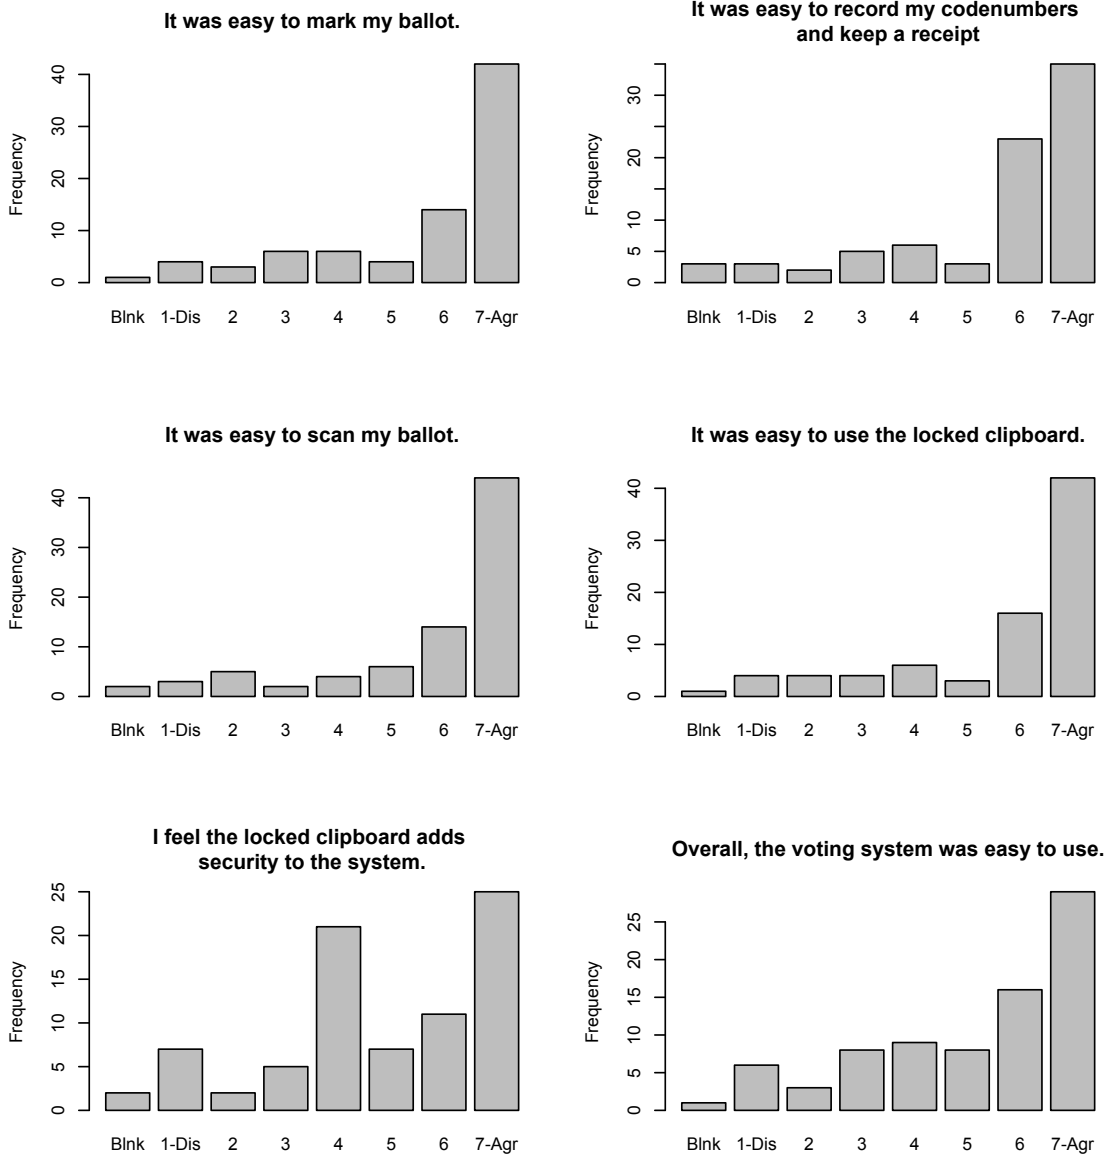 It was easy to mark my ballot.
Frequency
0 10 20 30 40
Blnk 1-Dis 2 3 4 5 6 7-Agr
It was easy to record my codenumbers
and keep a receipt
Frequency
0 5 10 20 30
Blnk 1-Dis 2 3 4 5 6 7-Agr
It was easy to scan my ballot.
Frequency
0 10 20 30 40
Blnk 1-Dis 2 3 4 5 6 7-Agr
It was easy to use the locked clipboard.
Frequency
0 10 20 30 40
Blnk 1-Dis 2 3 4 5 6 7-Agr
I feel the locked clipboard adds
security to the system.
Frequency
0 5 10 15 20 25
Blnk 1-Dis 2 3 4 5 6 7-Agr
Overall, the voting system was easy to use.
Frequency
0 5 10 15 20 25
Blnk 1-Dis 2 3 4 5 6 7-Agr